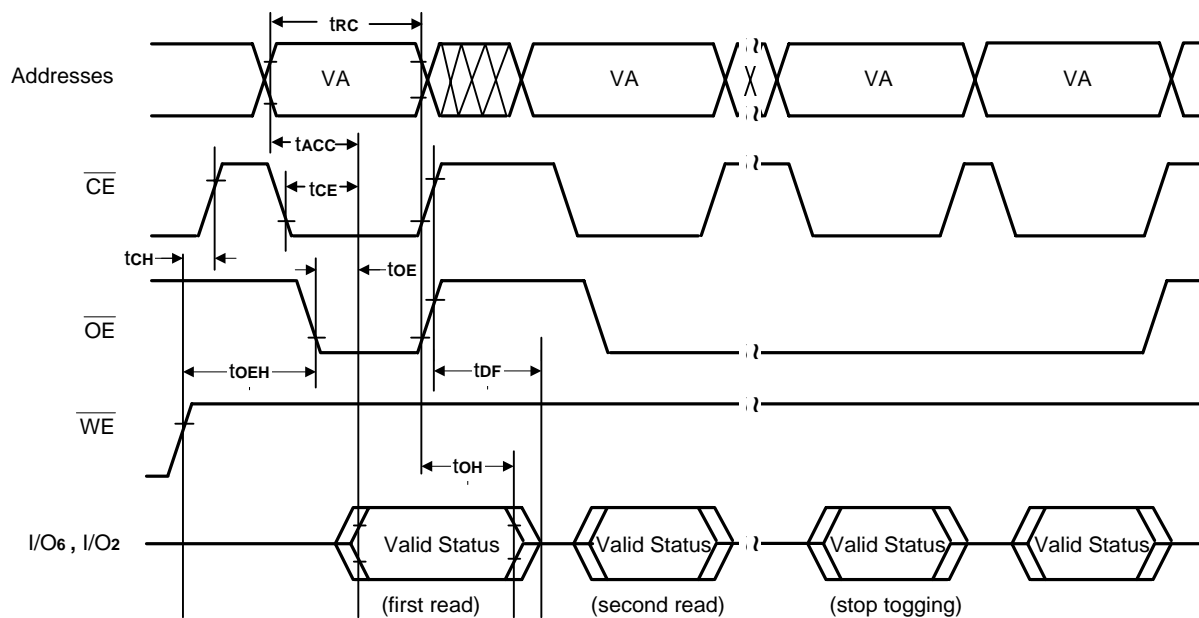 tRC
Addresses VA VA VA VA
tACC
CE tCE
tCH tOE
OE
tOEH tDF
WE
tOH
I/O6 , I/O2 Valid Status Valid Status Valid Status Valid Status
(first read) (second read) (stop togging)